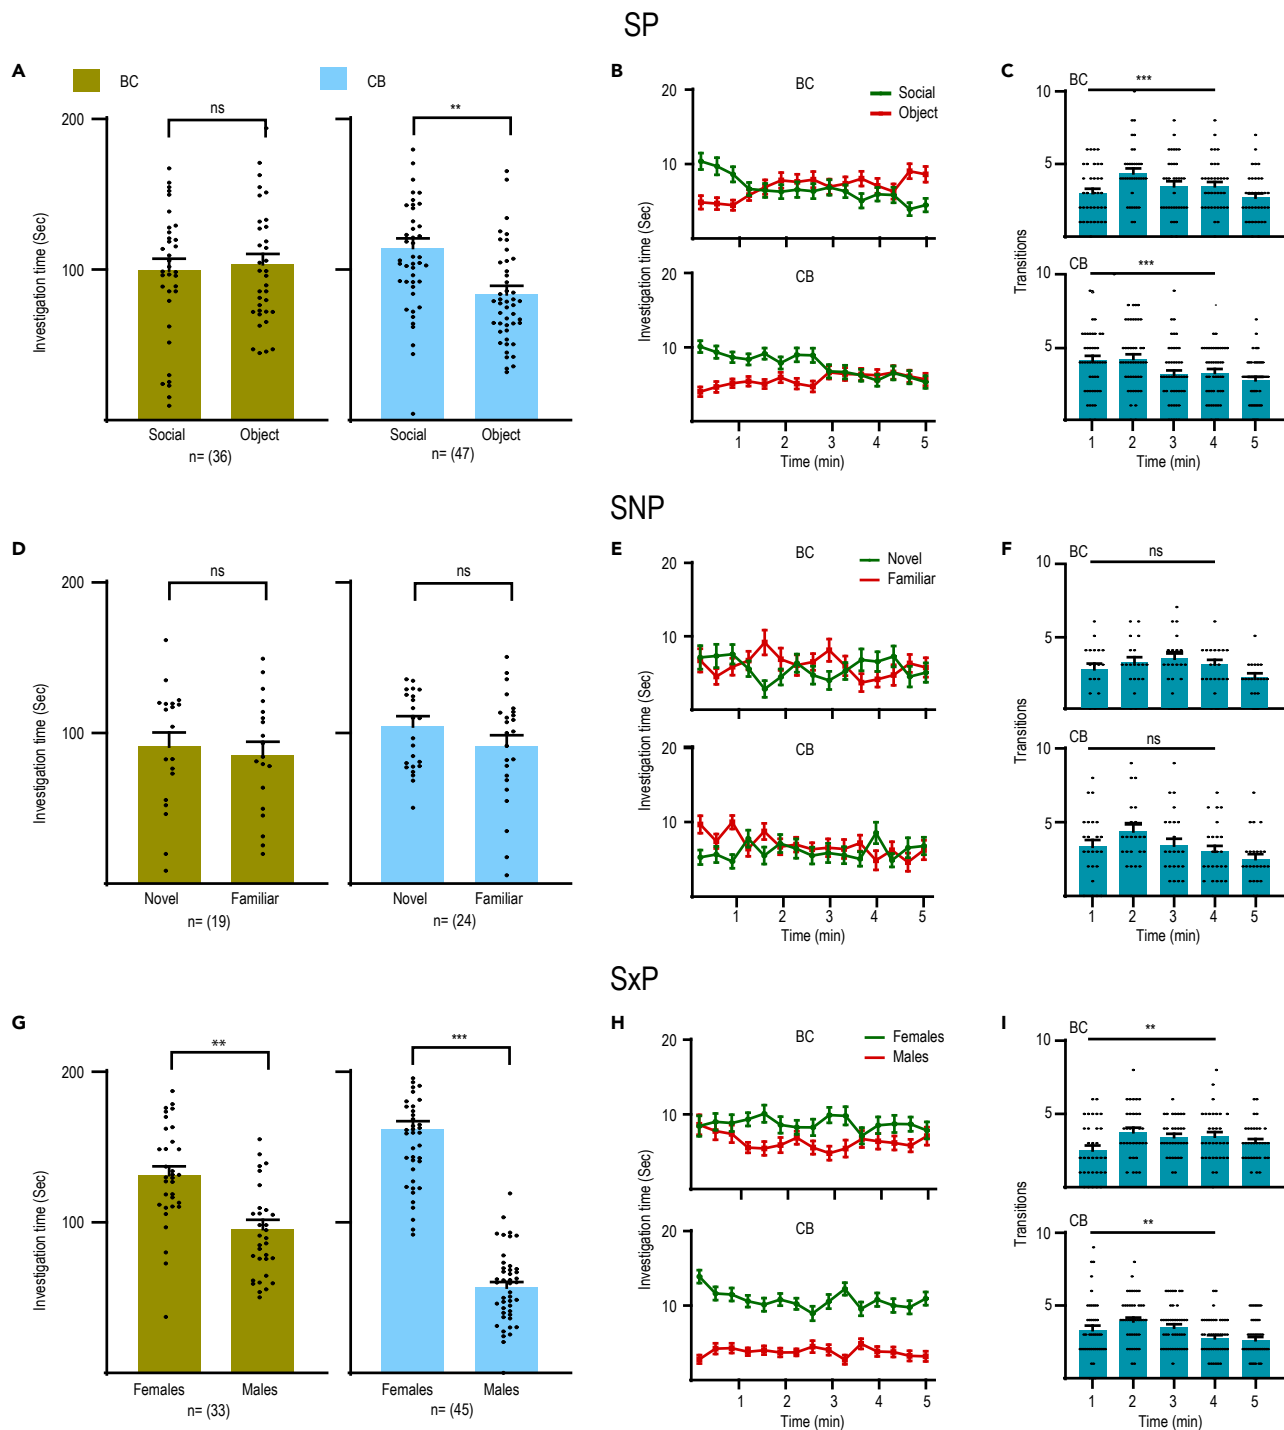 SP
A
BC
CB
200
100
Investigation time (Sec)
ns
**
Social
Object
n= (36)
Social
Object
n= (47)
B
BC
Social
Object
20
10
CB
20
10
Investigation time (Sec)
1
2
3
4
5
Time (min)
C
BC
***
10
5
CB
***
10
5
Transitions
1
2
3
4
5
Time (min)
SNP
D
200
100
Investigation time (Sec)
ns
ns
Novel
Familiar
n= (19)
Novel
Familiar
n= (24)
E
BC
Novel
Familiar
20
10
CB
20
10
Investigation time (Sec)
1
2
3
4
5
Time (min)
F
BC
ns
10
5
CB
ns
10
5
Transitions
1
2
3
4
5
Time (min)
SxP
G
200
100
Investigation time (Sec)
**
***
Females
Males
n= (33)
Females
Males
n= (45)
H
BC
Females
Males
20
10
CB
20
10
Investigation time (Sec)
1
2
3
4
5
Time (min)
I
BC
**
10
5
CB
**
10
5
Transitions
1
2
3
4
5
Time (min)